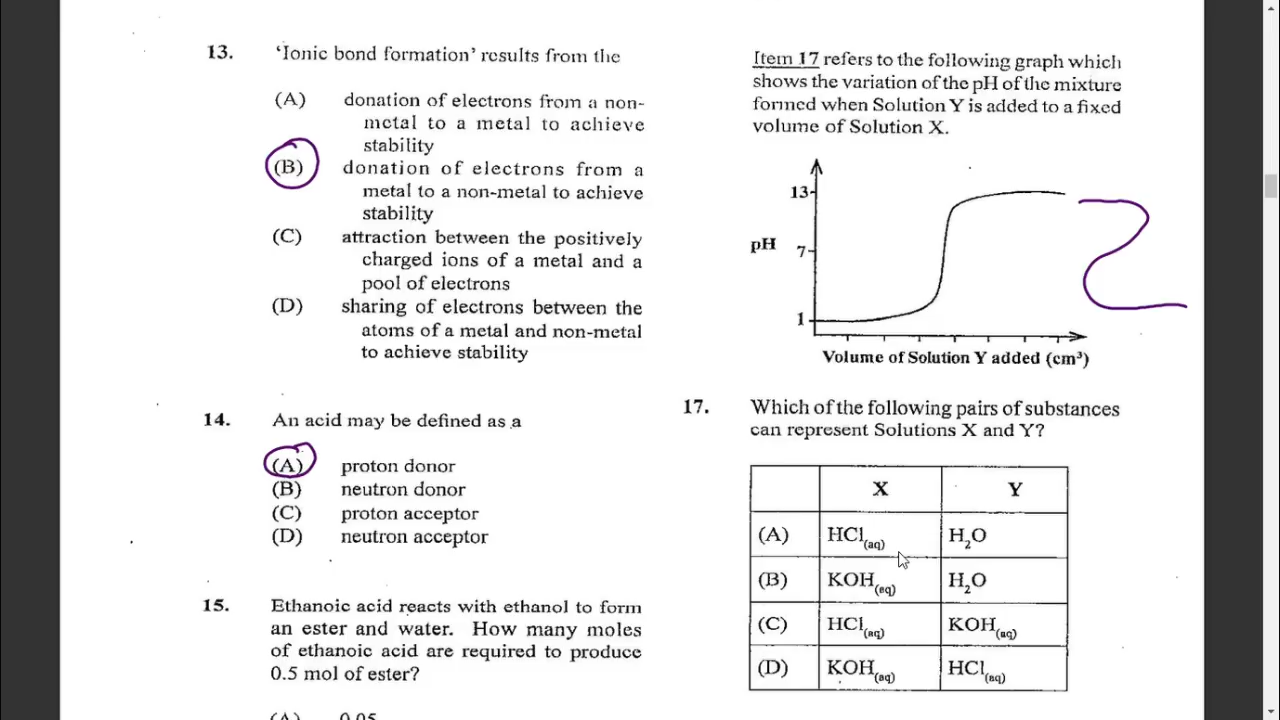 13. 'Ionic bond formation' results from the
(A) donation of electrons from a non-
metal to a metal to achieve
stability
(B) donation of electrons from a
metal to a non-metal to achieve
stability
(C) attraction between the positively
charged ions of a metal and a
pool of electrons
(D) sharing of electrons between the
atoms of a metal and non-metal
to achieve stability
14. An acid may be defined as a
(A) proton donor
(B) neutron donor
(C) proton acceptor
(D) neutron acceptor
15. Ethanoic acid reacts with ethanol to form
an ester and water. How many moles
of ethanoic acid are required to produce
0.5 mol of ester?
(A) 0.05
Item 17 refers to the following graph which
shows the variation of the pH of the mixture
formed when Solution Y is added to a fixed
volume of Solution X.
13
pH 7
1
Volume of Solution Y added (cm³)
17. Which of the following pairs of substances
can represent Solutions X and Y?
X Y
(A) HCl(aq) H₂O
(B) KOH(aq) H₂O
(C) HCl(aq) KOH(aq)
(D) KOH(aq) HCl(aq)